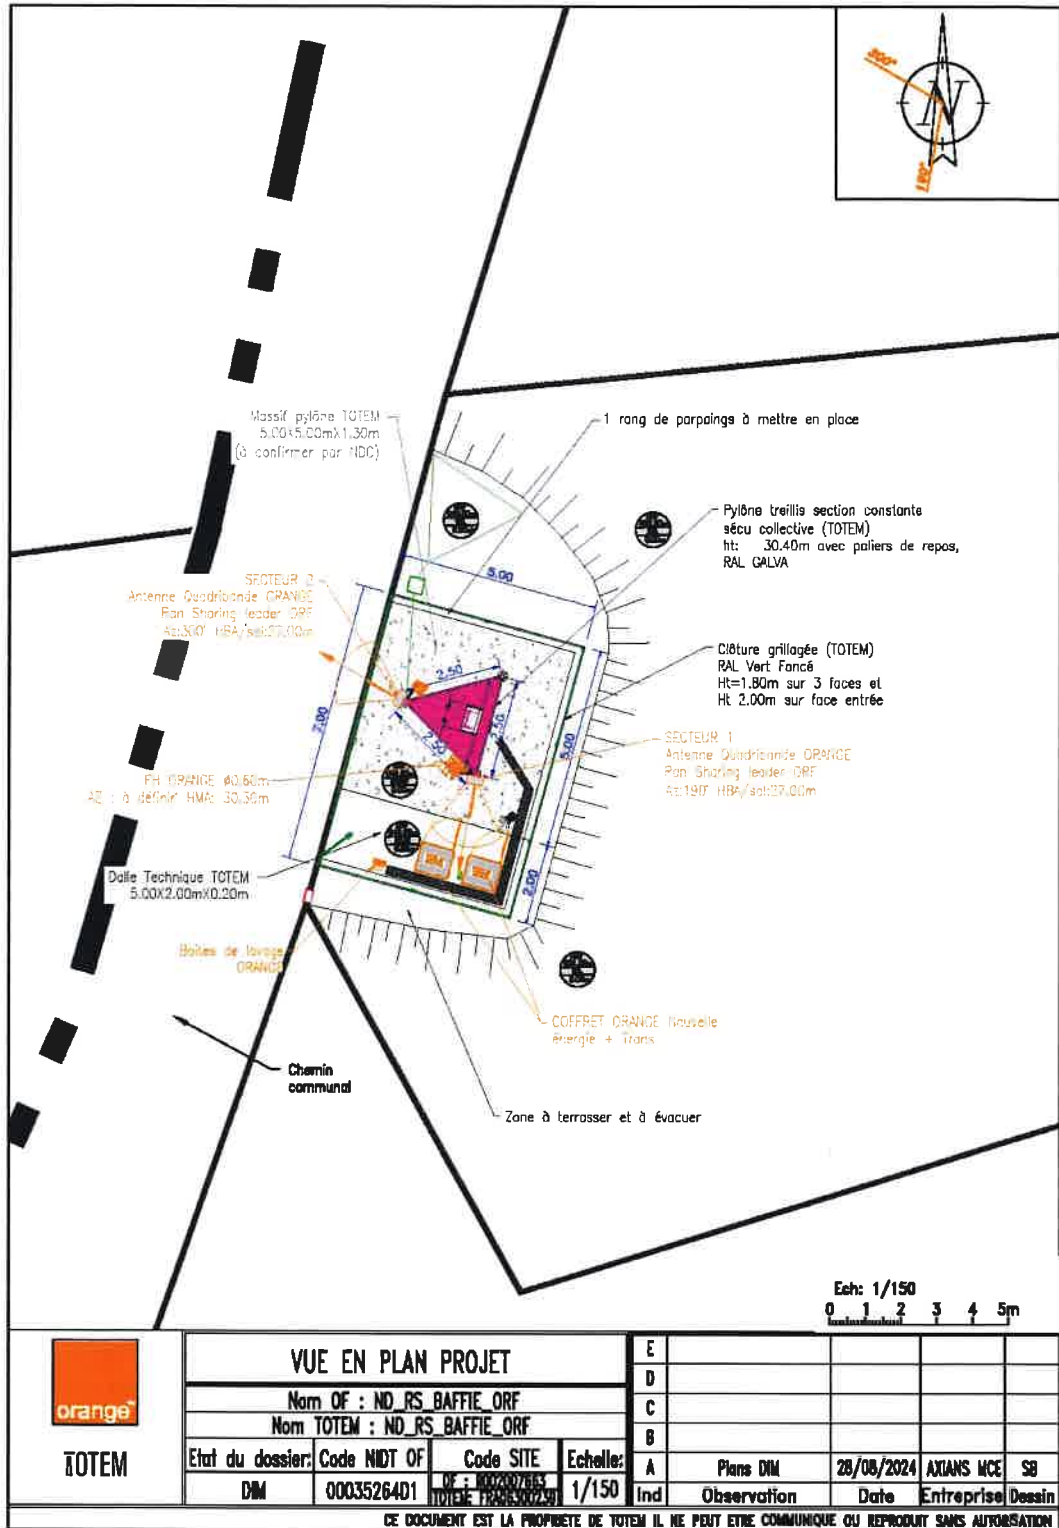 300°
N
190°
Massif pylône TOTEM
5.00x5.00mX1.30m
(à confirmer par NDC)
1 rang de parpaings à mettre en place
Pylône treillis section constante
sécu collective (TOTEM)
ht: 30.40m avec paliers de repos,
RAL GALVA
SECTEUR 2
Antenne Quadribande ORANGE
Ran Sharing leader ORF
Az:300° HBA/sol:27.00m
5.00
Clôture grillagée (TOTEM)
RAL Vert Foncé
Ht=1.80m sur 3 faces et
Ht 2.00m sur face entrée
2.50
2.50
2.50
7.00
5.00
2.00
SECTEUR 1
Antenne Quadribande ORANGE
Ran Sharing leader ORF
Az:190° HBA/sol:27.00m
FH ORANGE Ø0.60m
AZ : à définir HMA: 30.30m
Dalle Technique TOTEM
5.00X2.00mX0.20m
Boites de lovage
ORANGE
COFFRET ORANGE Nouvelle
énergie + Trans
Chemin
communal
Zone à terrasser et à évacuer
Ech: 1/150
0 1 2 3 4 5m
orange™
TOTEM
VUE EN PLAN PROJET
Nom OF : ND_RS_BAFFIE_ORF
Nom TOTEM : ND_RS_BAFFIE_ORF
Etat du dossier: Code NIDT OF Code SITE Echelle:
DIM 00035264D1 1/150
E
D
C
B
A Plans DIM 28/08/2024 AXIANS MCE SB
Ind Observation Date Entreprise Dessin
CE DOCUMENT EST LA PROPRIETE DE TOTEM IL NE PEUT ETRE COMMUNIQUE OU REPRODUIT SANS AUTORISATION